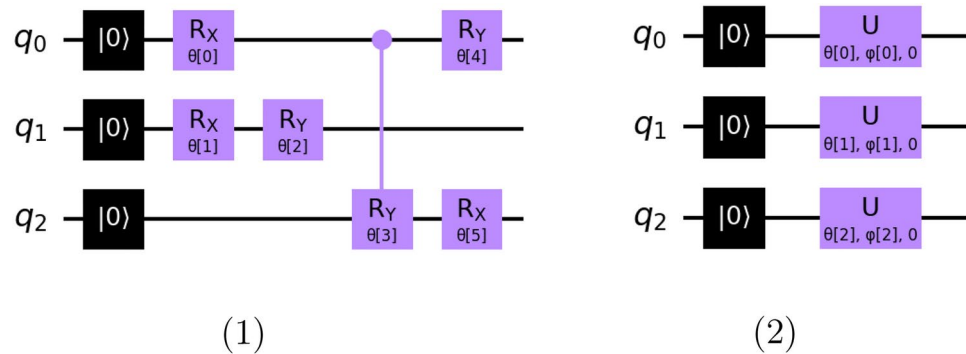 q0 |0⟩ RX θ[0] RY θ[4]
q1 |0⟩ RX θ[1] RY θ[2]
q2 |0⟩ RY θ[3] RX θ[5]
(1)
q0 |0⟩ U θ[0], φ[0], 0
q1 |0⟩ U θ[1], φ[1], 0
q2 |0⟩ U θ[2], φ[2], 0
(2)